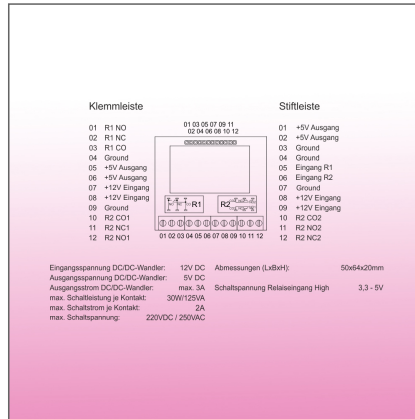 Klemmleiste
01 R1 NO
02 R1 NC
03 R1 CO
04 Ground
05 +5V Ausgang
06 +5V Ausgang
07 +12V Eingang
08 +12V Eingang
09 Ground
10 R2 CO1
11 R2 NC1
12 R2 NO1
01 03 05 07 09 11
02 04 06 08 10 12
R1
R2
01 02 03 04 05 06 07 08 09 10 11 12
Stiftleiste
01 +5V Ausgang
02 +5V Ausgang
03 Ground
04 Ground
05 Eingang R1
06 Eingang R2
07 Ground
08 +12V Eingang
09 +12V Eingang
10 R2 CO2
11 R2 NO2
12 R2 NC2
Eingangsspannung DC/DC-Wandler: 12V DC
Ausgangsspannung DC/DC-Wandler: 5V DC
Ausgangsstrom DC/DC-Wandler: max. 3A
max. Schaltleistung je Kontakt: 30W/125VA
max. Schaltstrom je Kontakt: 2A
max. Schaltspannung: 220VDC / 250VAC
Abmessungen (LxBxH): 50x64x20mm
Schaltspannung Relaiseingang High 3,3 - 5V